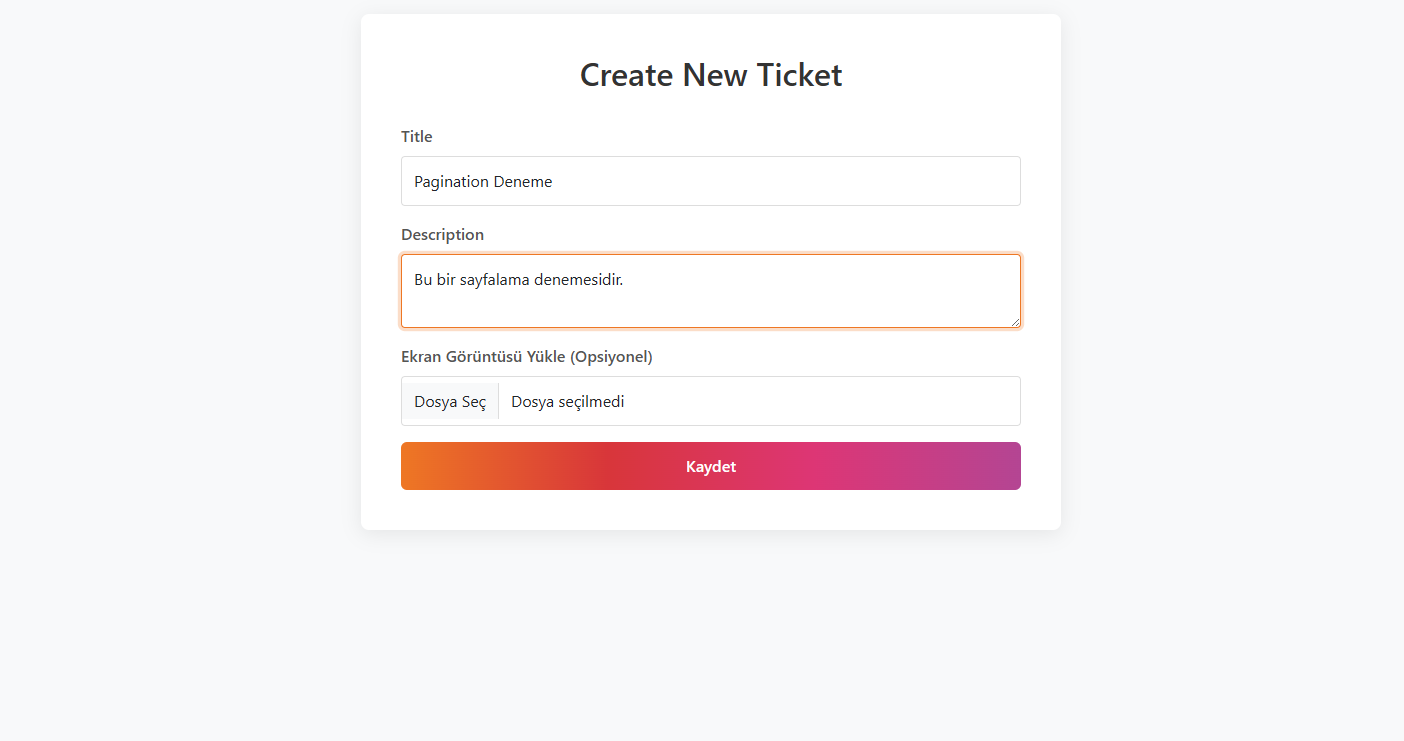 Create New Ticket
Title
Pagination Deneme
Description
Bu bir sayfalama denemesidir.
Ekran Görüntüsü Yükle (Opsiyonel)
Dosya Seç Dosya seçilmedi
Kaydet